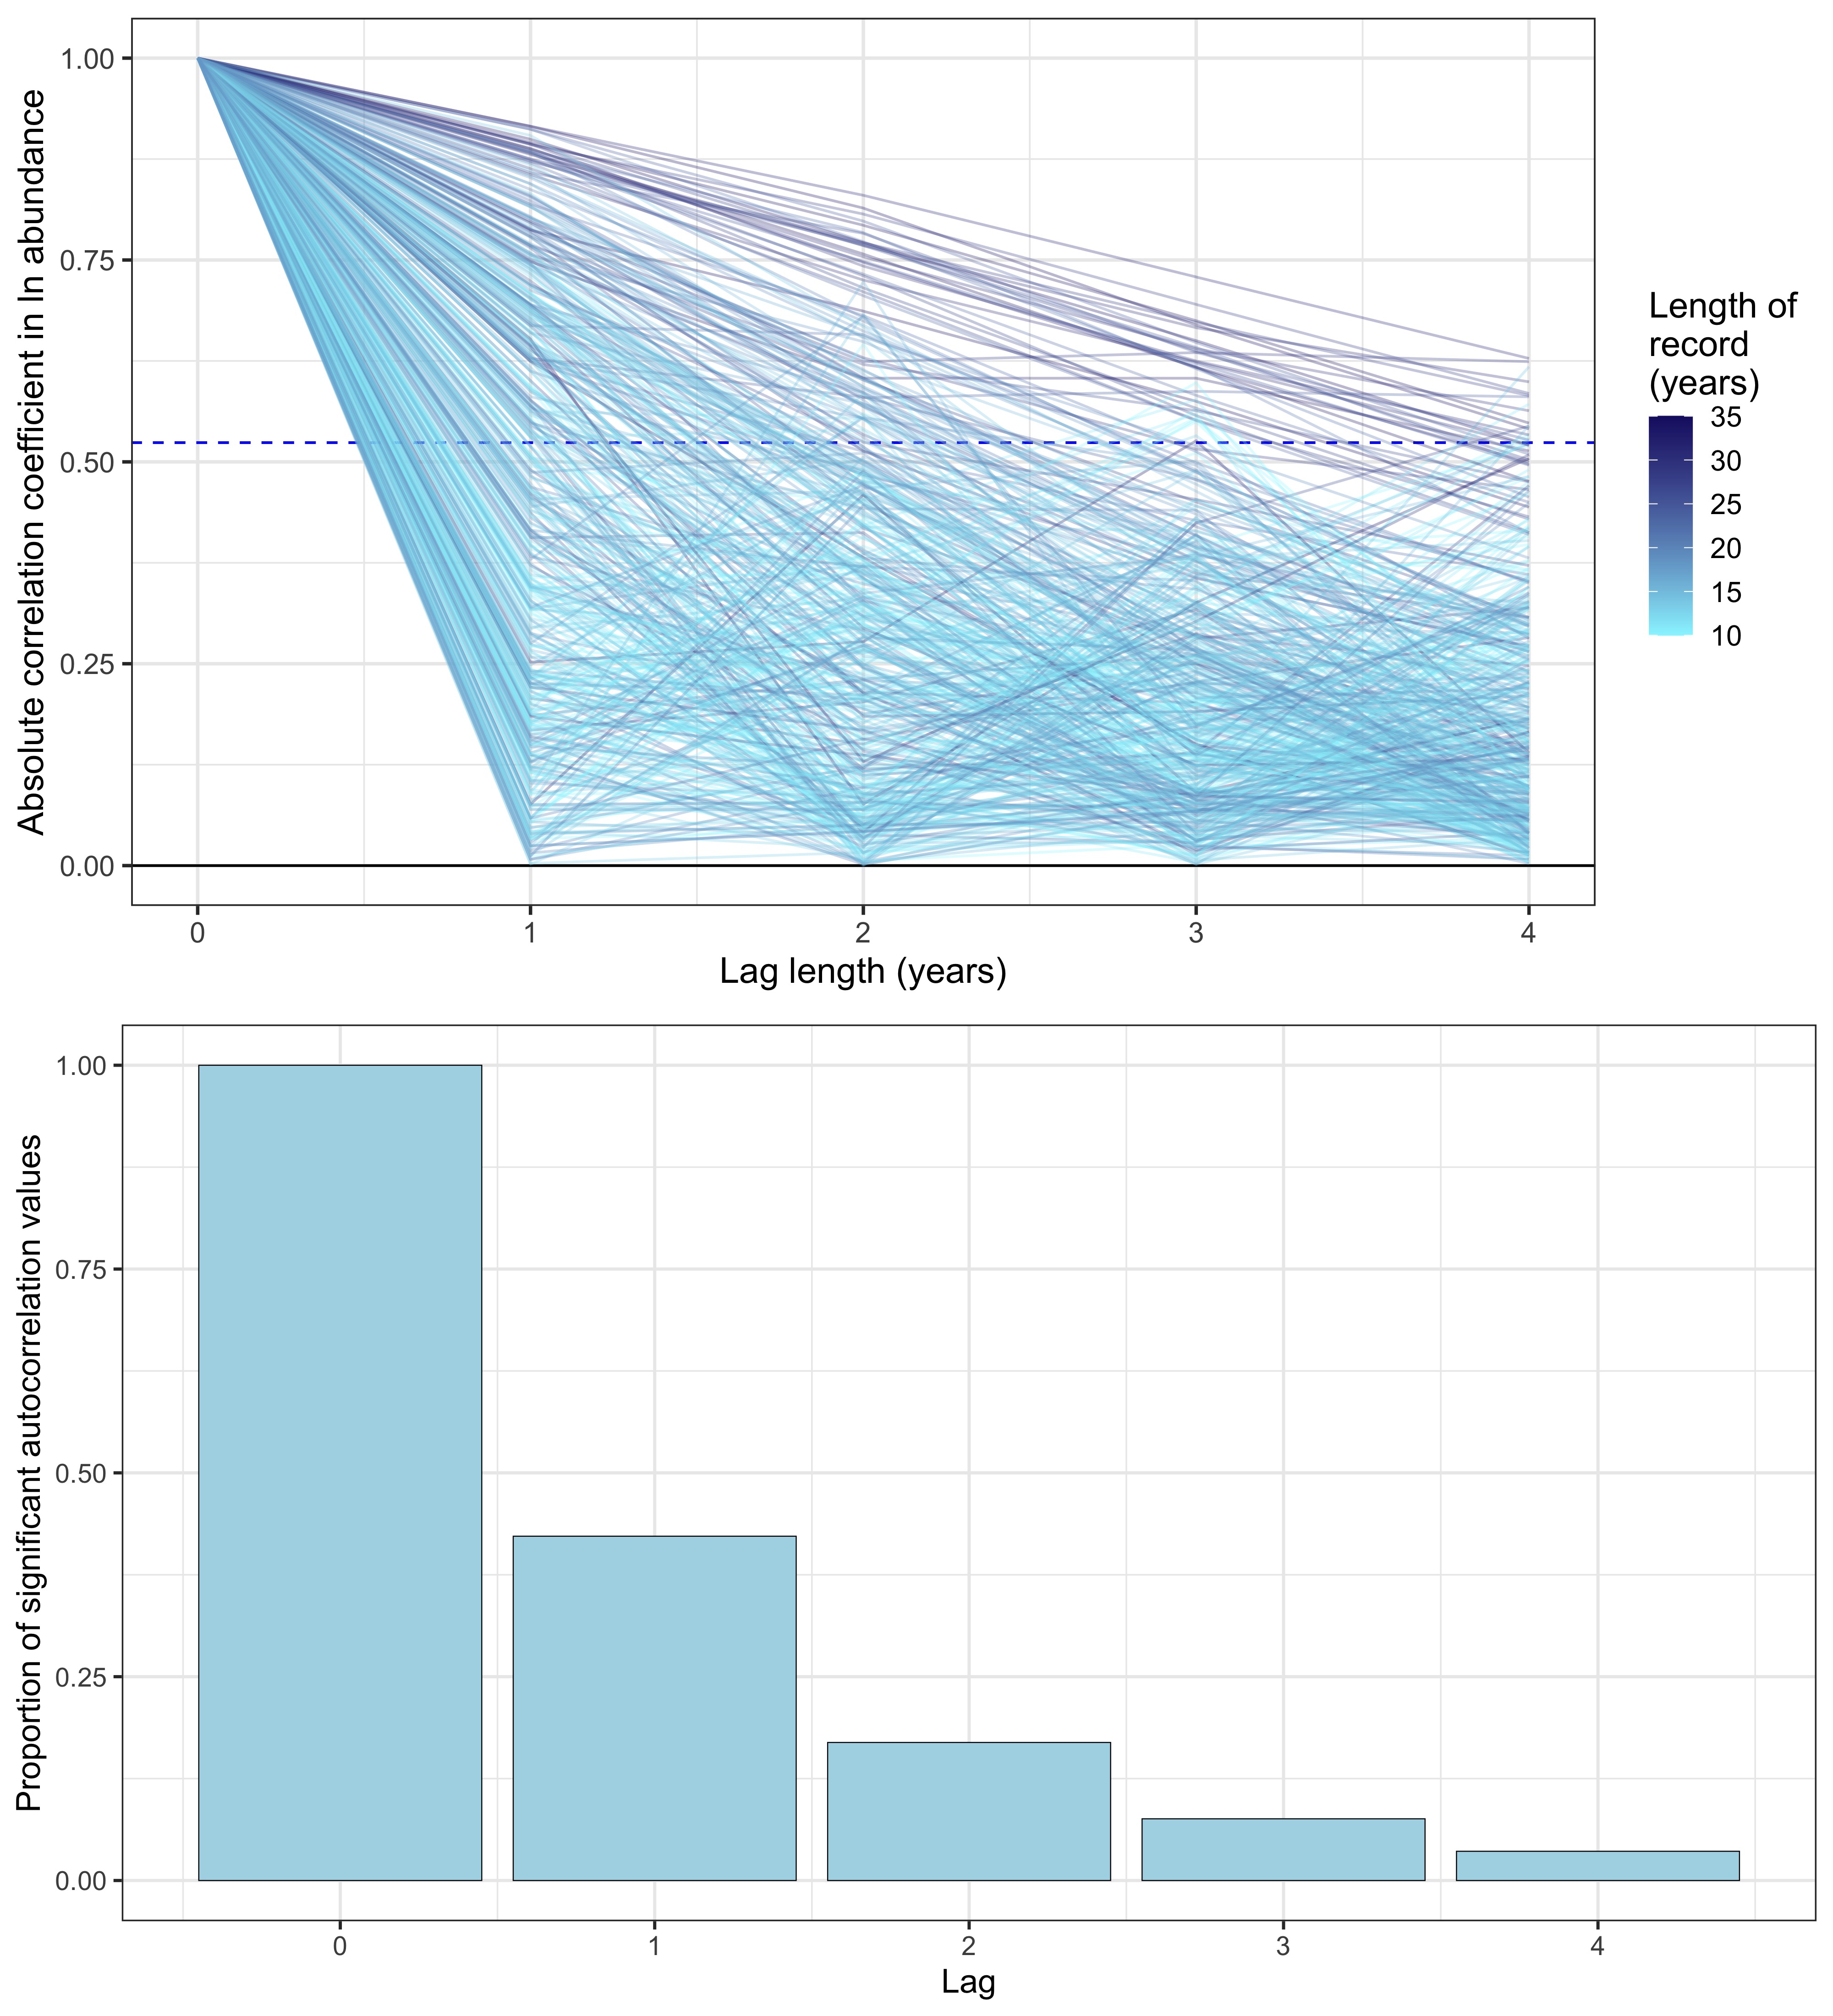 Absolute correlation coefficient in ln abundance
1.00
0.75
0.50
0.25
0.00
0 1 2 3 4
Lag length (years)
Length of
record
(years)
35
30
25
20
15
10
Proportion of significant autocorrelation values
1.00
0.75
0.50
0.25
0.00
0 1 2 3 4
Lag